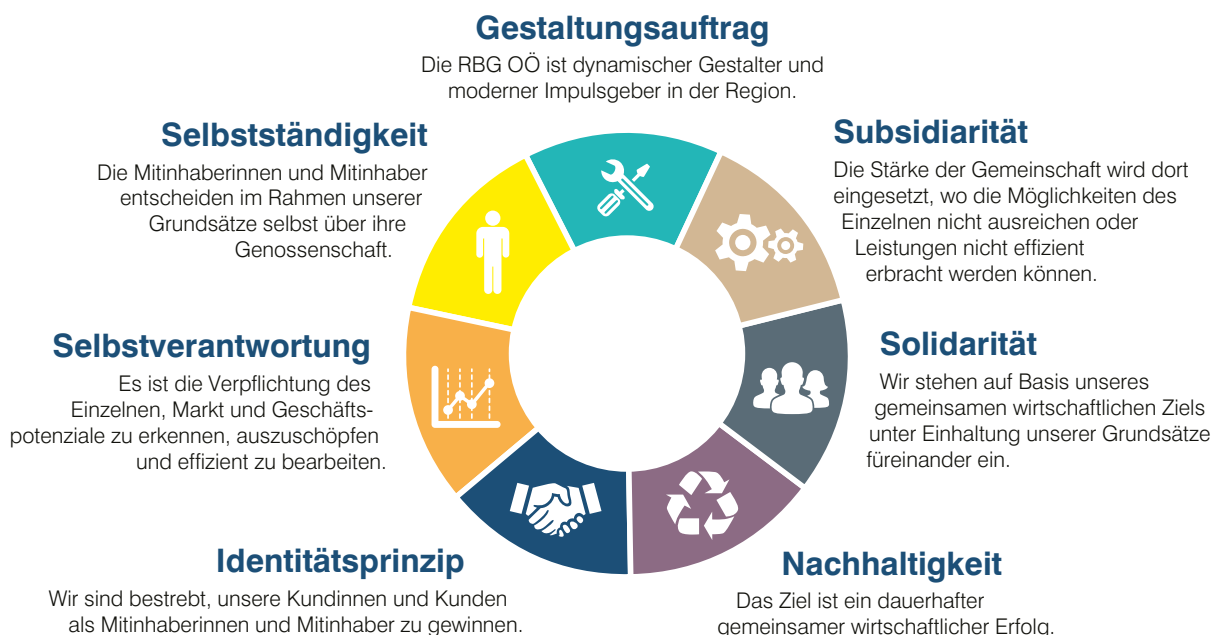 Gestaltungsauftrag
Die RBG OÖ ist dynamischer Gestalter und
moderner Impulsgeber in der Region.
Subsidiarität
Die Stärke der Gemeinschaft wird dort
eingesetzt, wo die Möglichkeiten des
Einzelnen nicht ausreichen oder
Leistungen nicht effizient
erbracht werden können.
Solidarität
Wir stehen auf Basis unseres
gemeinsamen wirtschaftlichen Ziels
unter Einhaltung unserer Grundsätze
füreinander ein.
Nachhaltigkeit
Das Ziel ist ein dauerhafter
gemeinsamer wirtschaftlicher Erfolg.
Identitätsprinzip
Wir sind bestrebt, unsere Kundinnen und Kunden
als Mitinhaberinnen und Mitinhaber zu gewinnen.
Selbstverantwortung
Es ist die Verpflichtung des
Einzelnen, Markt und Geschäfts-
potenziale zu erkennen, auszuschöpfen
und effizient zu bearbeiten.
Selbstständigkeit
Die Mitinhaberinnen und Mitinhaber
entscheiden im Rahmen unserer
Grundsätze selbst über ihre
Genossenschaft.